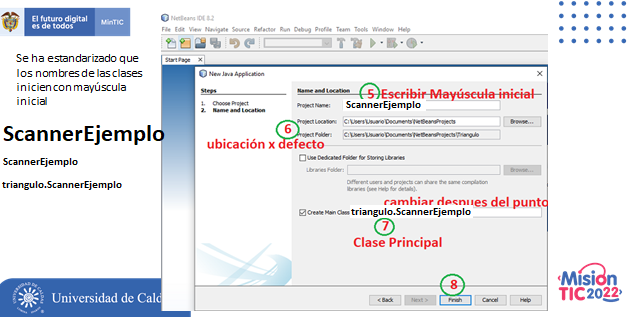 El futuro digital
es de todos
MinTIC
Se ha estandarizado que
los nombres de las clases
inicien con mayúscula
inicial
ScannerEjemplo
ScannerEjemplo
triangulo.ScannerEjemplo
NetBeans IDE 8.2
File Edit View Navigate Source Refactor Run Debug Profile Team Tools Window Help
Start Page
New Java Application
Steps
1. Choose Project
2. Name and Location
Name and Location
5 Escribir Mayúscula inicial
Project Name: ScannerEjemplo
6
ubicación x defecto
Project Location: C:\Users\Usuario\Documents\NetBeansProjects
Browse...
Project Folder: C:\Users\Usuario\Documents\NetBeansProjects\Triangulo
Use Dedicated Folder for Storing Libraries
Libraries Folder:
Browse...
Different users and projects can share the same compilation
libraries (see Help for details).
cambiar despues del punto
Create Main Class triangulo.ScannerEjemplo
7
Clase Principal
8
< Back Next > Finish Cancel Help
Universidad de Cald
Misión
TIC2022